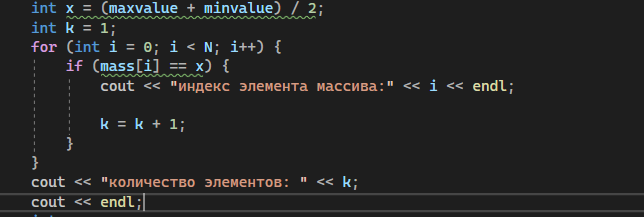 int x = (maxvalue + minvalue) / 2;
int k = 1;
for (int i = 0; i < N; i++) {
if (mass[i] == x) {
cout << "индекс элемента массива:" << i << endl;
k = k + 1;
}
}
cout << "количество элементов: " << k;
cout << endl;